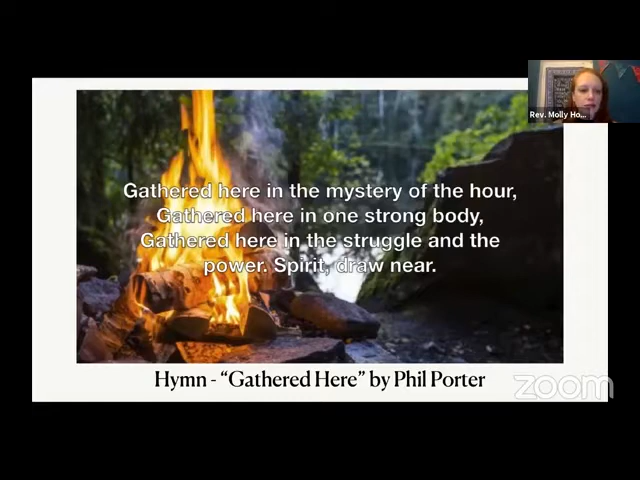 Rev. Molly Ho...
Gathered here in the mystery of the hour,
Gathered here in one strong body,
Gathered here in the struggle and the
power. Spirit, draw near.
Hymn - “Gathered Here” by Phil Porter
zoom